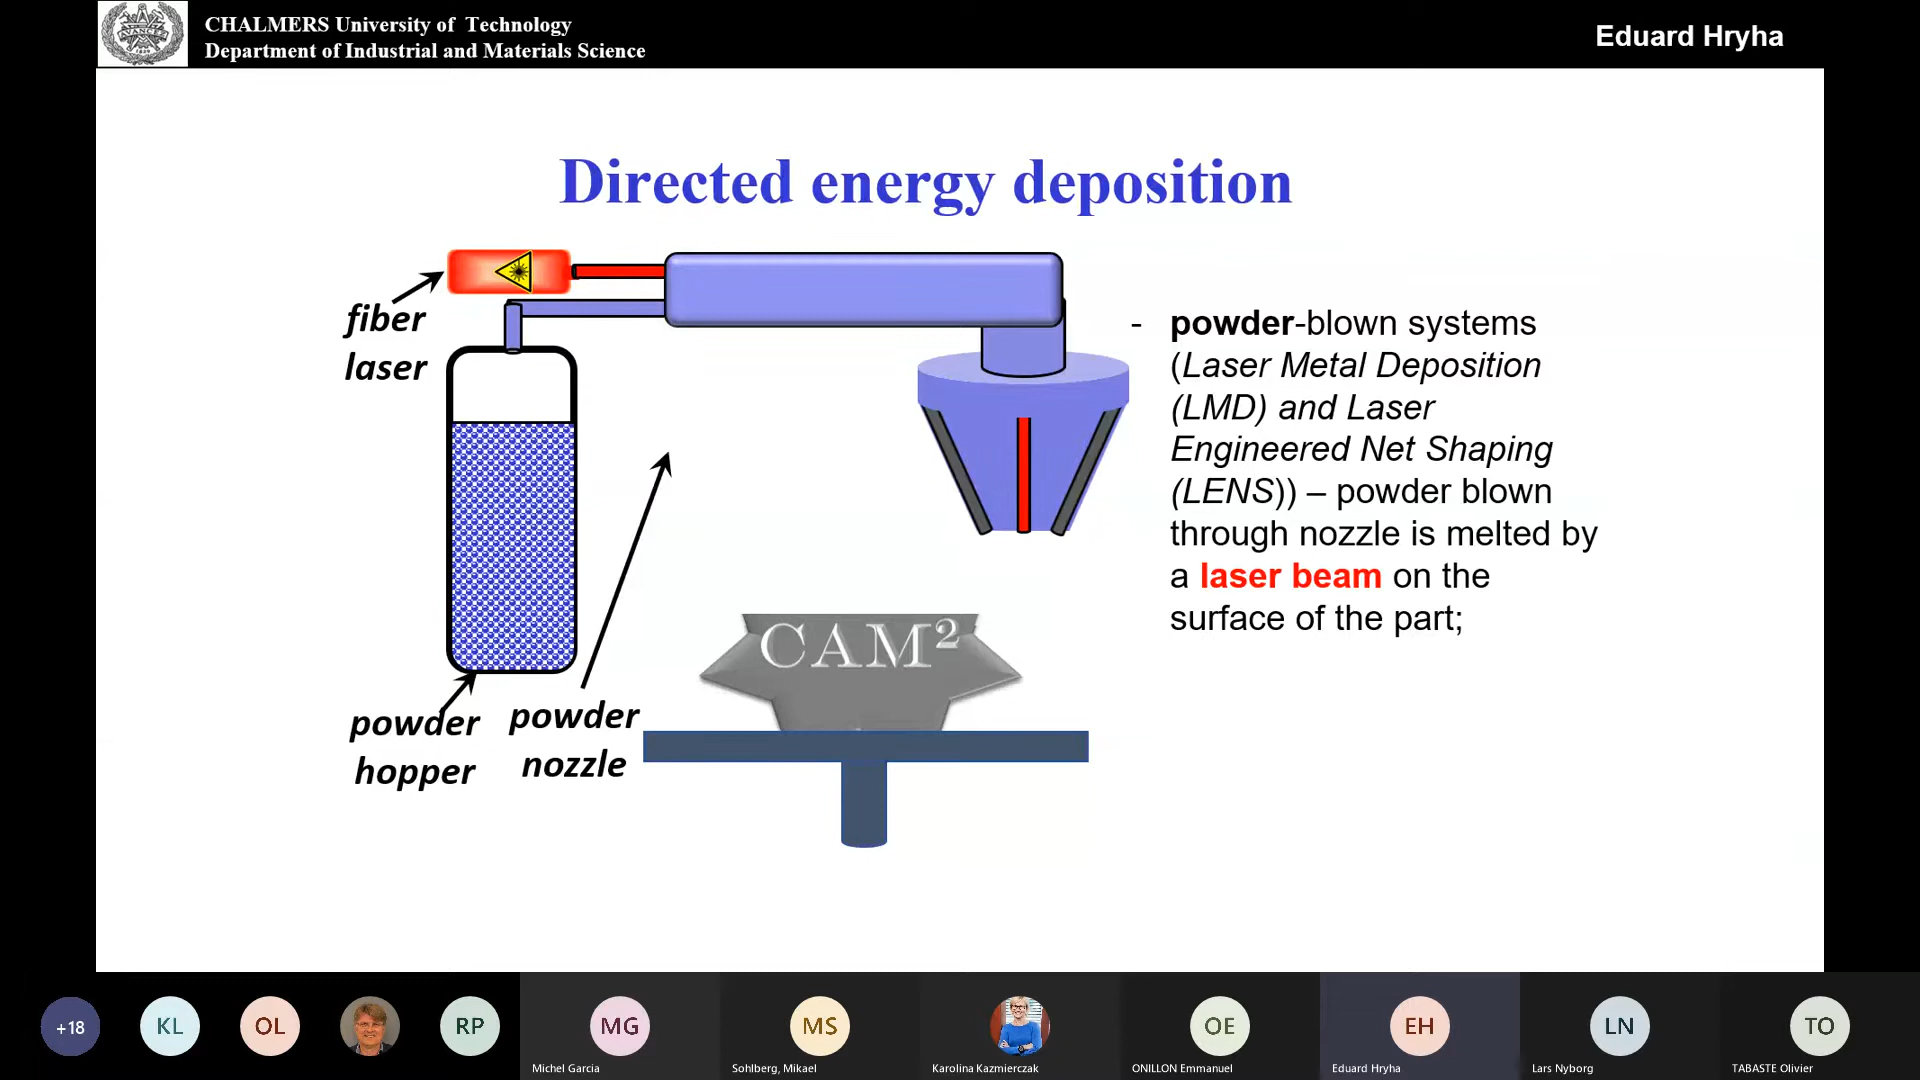 CHALMERS University of Technology
Department of Industrial and Materials Science
Eduard Hryha
Directed energy deposition
fiber
laser
- powder-blown systems
(Laser Metal Deposition
(LMD) and Laser
Engineered Net Shaping
(LENS)) – powder blown
through nozzle is melted by
a laser beam on the
surface of the part;
CAM²
powder
hopper
powder
nozzle
+18
KL
OL
RP
MG
MS
OE
EH
LN
TO
Michel Garcia
Sohlberg, Mikael
Karolina Kazmierczak
ONILLON Emmanuel
Eduard Hryha
Lars Nyborg
TABASTE Olivier